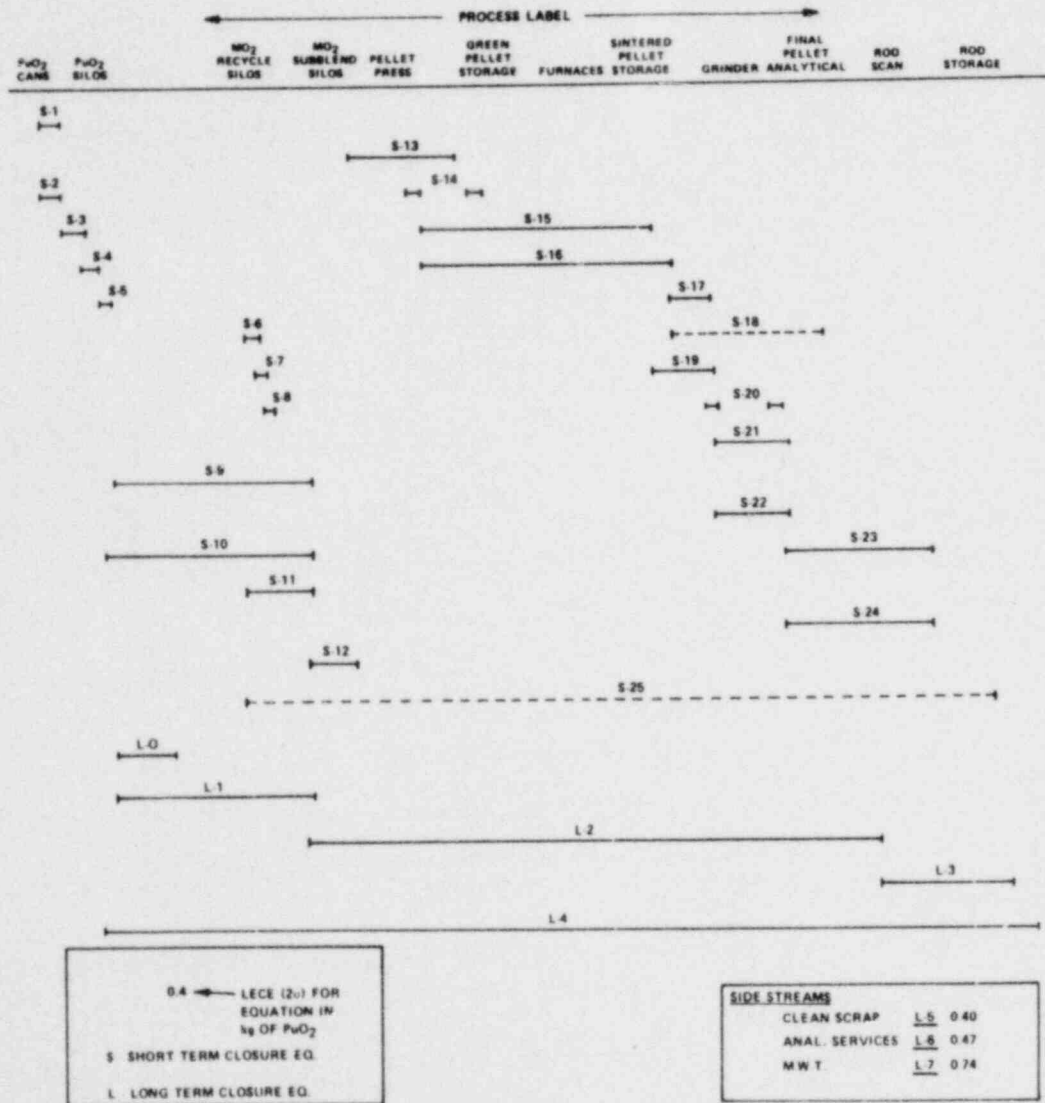 PROCESS LABEL
PuO2 CANS
PuO2 SILOS
MO2 RECYCLE SILOS
MO2 SUBBLEND SILOS
PELLET PRESS
GREEN PELLET STORAGE
FURNACES
SINTERED PELLET STORAGE
GRINDER
FINAL PELLET ANALYTICAL
ROD SCAN
ROD STORAGE
S-1
S-13
S-2
S-14
S-3
S-15
S-4
S-16
S-5
S-17
S-6
S-18
S-7
S-19
S-8
S-20
S-21
S-9
S-22
S-10
S-23
S-11
S-24
S-12
S-25
L-O
L-1
L-2
L-3
L-4
0.4 LECE (2σ) FOR
EQUATION IN
kg OF PuO2
S SHORT TERM CLOSURE EQ.
L LONG TERM CLOSURE EQ.
SIDE STREAMS
CLEAN SCRAP L-5 0.40
ANAL. SERVICES L-6 0.47
M.W.T. L-7 0.74